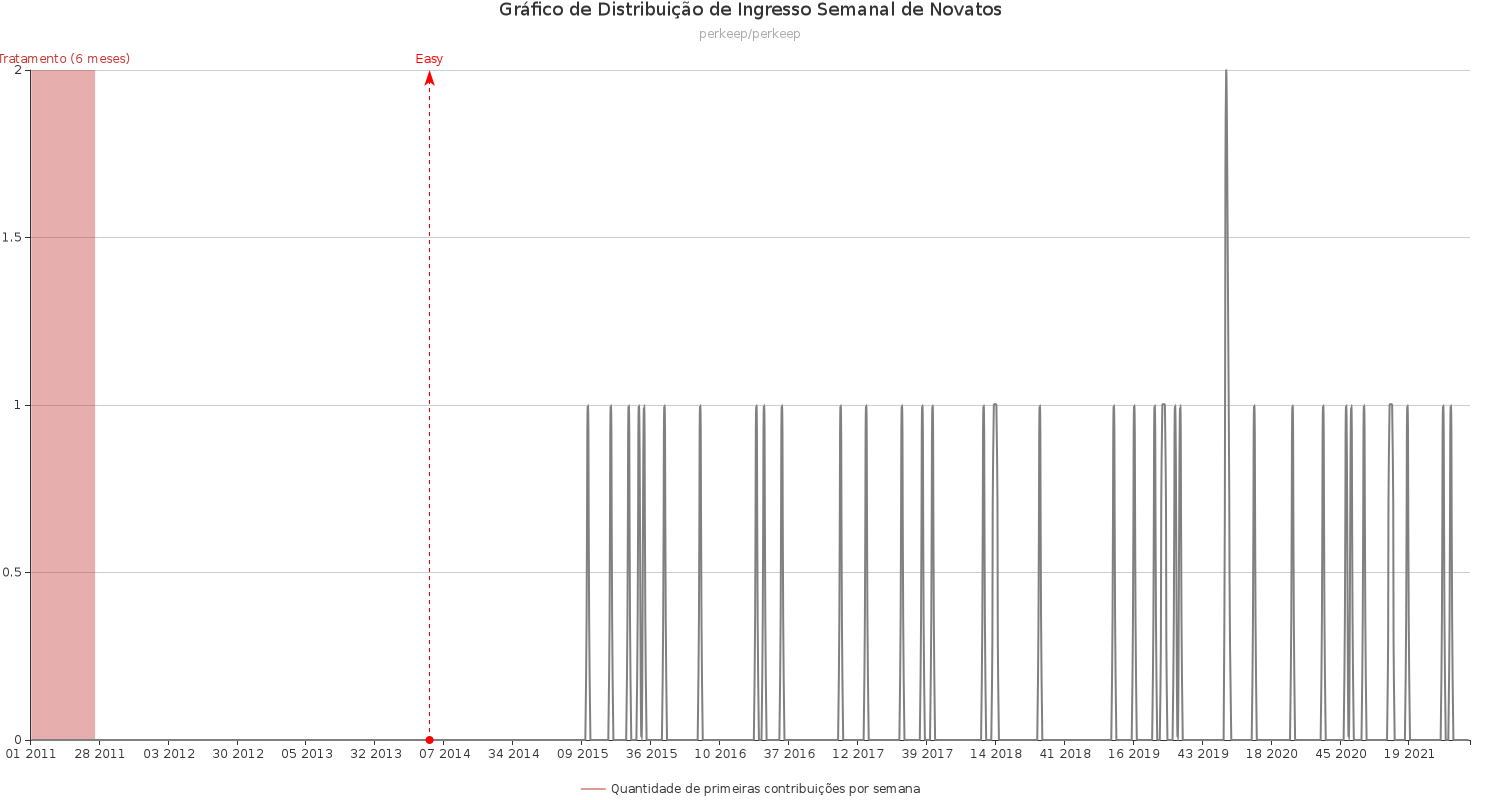 Gráfico de Distribuição de Ingresso Semanal de Novatos
perkeep/perkeep
Tratamento (6 meses)
Easy
2
1.5
1
0.5
0
01 2011 28 2011 03 2012 30 2012 05 2013 32 2013 07 2014 34 2014 09 2015 36 2015 10 2016 37 2016 12 2017 39 2017 14 2018 41 2018 16 2019 43 2019 18 2020 45 2020 19 2021
Quantidade de primeiras contribuições por semana